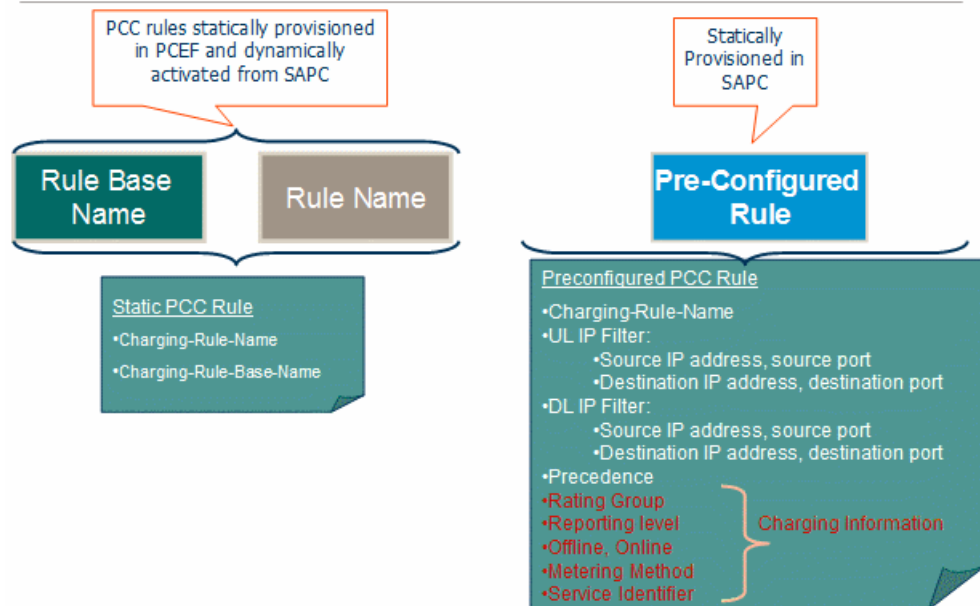 PCC rules statically provisioned
in PCEF and dynamically
activated from SAPC
Statically
Provisioned in
SAPC
Rule Base
Name
Rule Name
Pre-Configured
Rule
Static PCC Rule
•Charging-Rule-Name
•Charging-Rule-Base-Name
Preconfigured PCC Rule
•Charging-Rule-Name
•UL IP Filter:
•Source IP address, source port
•Destination IP address, destination port
•DL IP Filter:
•Source IP address, source port
•Destination IP address, destination port
•Precedence
•Rating Group
•Reporting level
•Offline, Online
•Metering Method
•Service Identifier
Charging Information